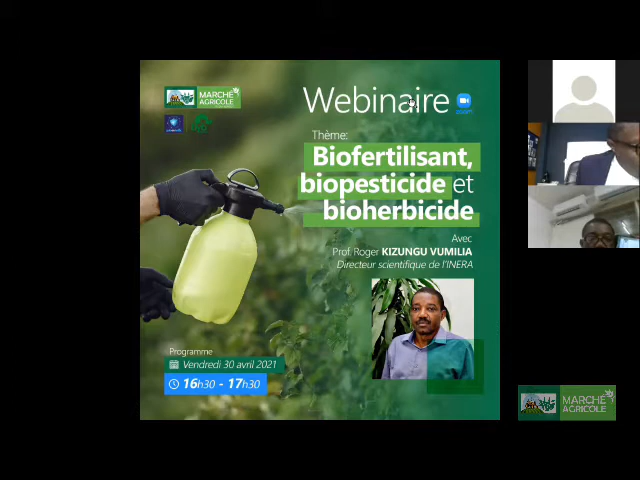 MARCHÉ
AGRICOLE
Webinaire
zoom
Thème:
Biofertilisant,
biopesticide et
bioherbicide
Avec
Prof. Roger KIZUNGU VUMILIA
Directeur scientifique de l'INERA
Programme
Vendredi 30 avril 2021
16h30 - 17h30
MARCHÉ
AGRICOLE